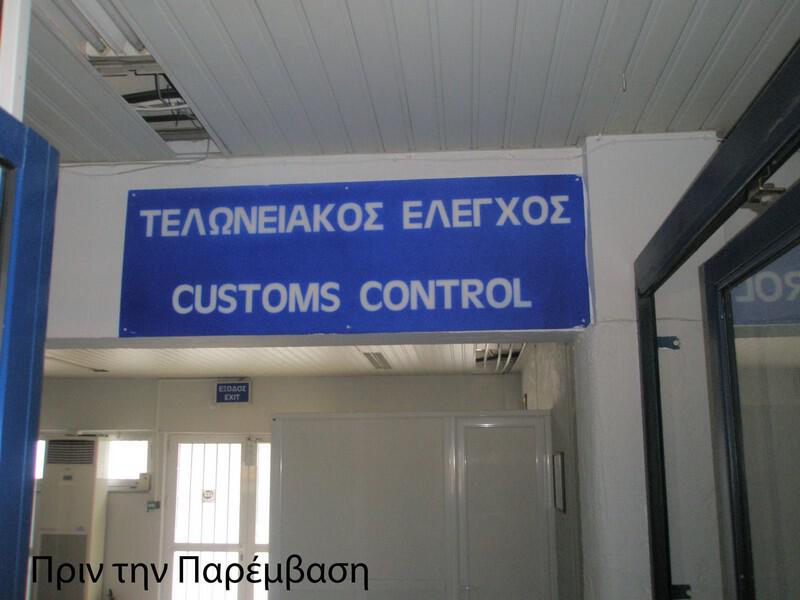 ΤΕΛΩΝΕΙΑΚΟΣ ΕΛΕΓΧΟΣ
CUSTOMS CONTROL
ΕΞΟΔΟΣ
EXIT
Πριν την Παρέμβαση